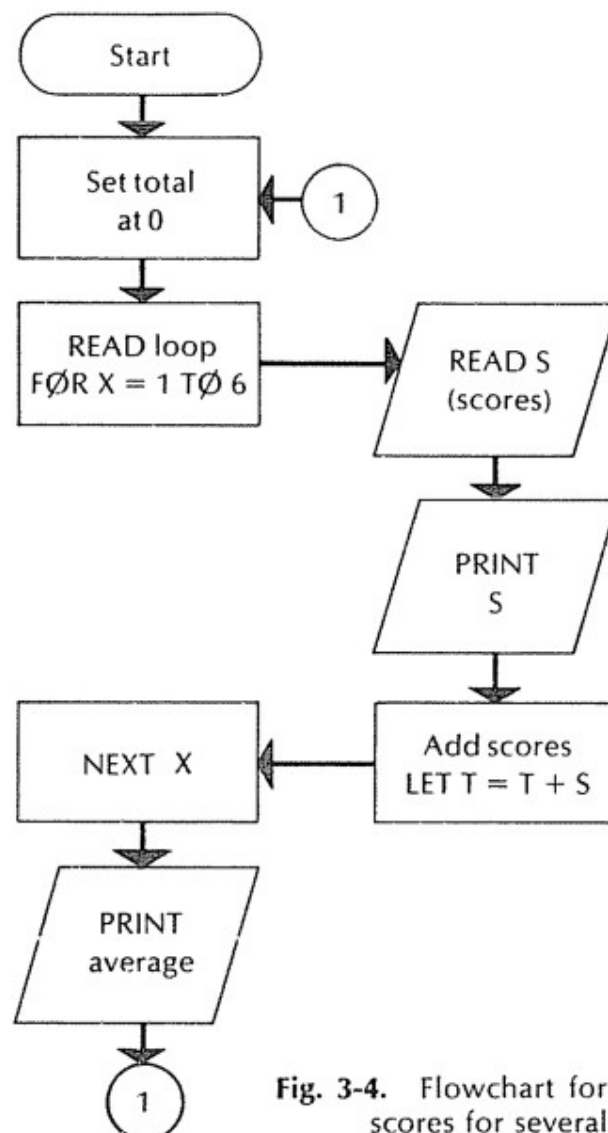 Start
Set total
at 0
1
READ loop
FØR X = 1 TØ 6
READ S
(scores)
PRINT
S
Add scores
LET T = T + S
NEXT X
PRINT
average
1
Fig. 3-4. Flowchart for
scores for several